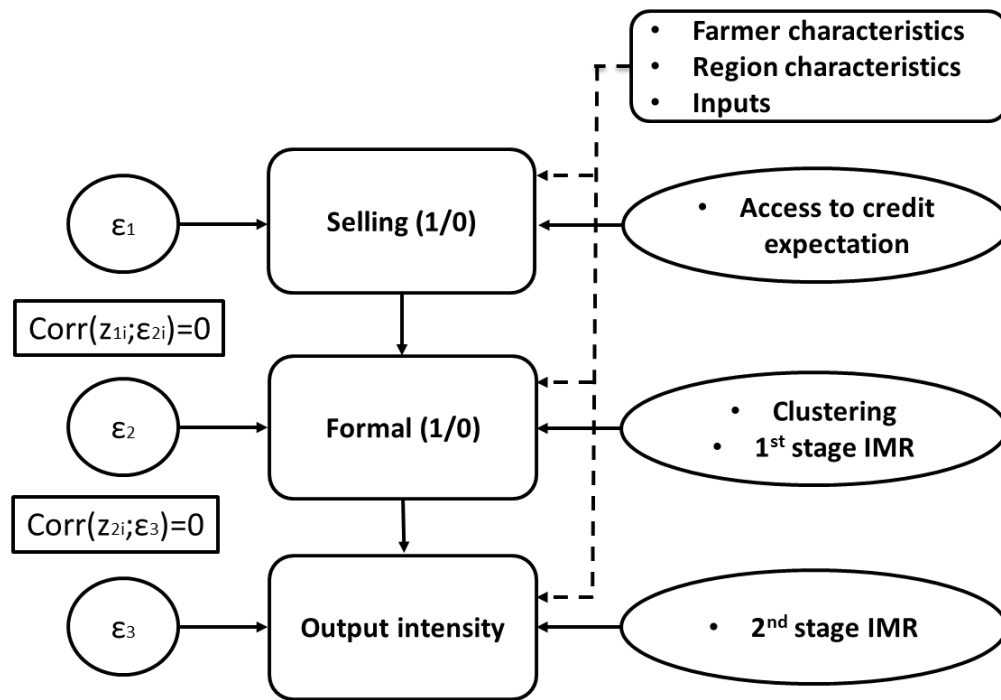 • Farmer characteristics
• Region characteristics
• Inputs
ε1
Selling (1/0)
• Access to credit
expectation
Corr(z1i;ε2i)=0
ε2
Formal (1/0)
• Clustering
• 1st stage IMR
Corr(z2i;ε3)=0
ε3
Output intensity
• 2nd stage IMR